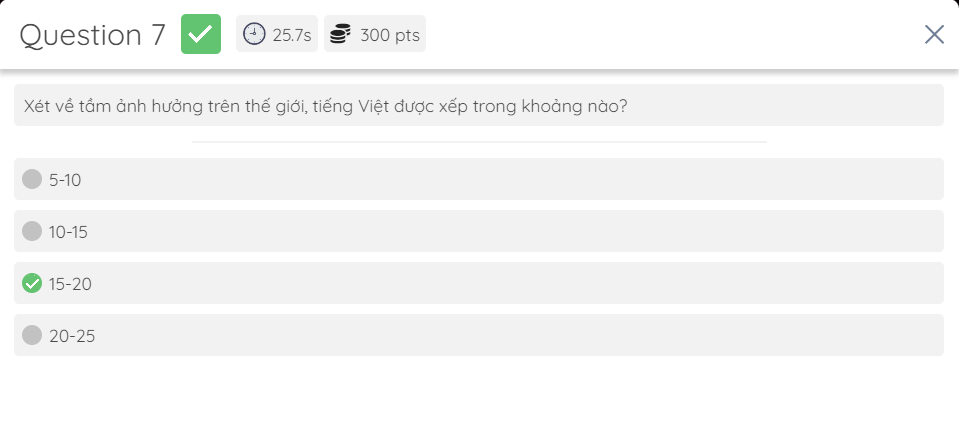 Question 7
25.7s
300 pts
Xét về tầm ảnh hưởng trên thế giới, tiếng Việt được xếp trong khoảng nào?
5-10
10-15
15-20
20-25